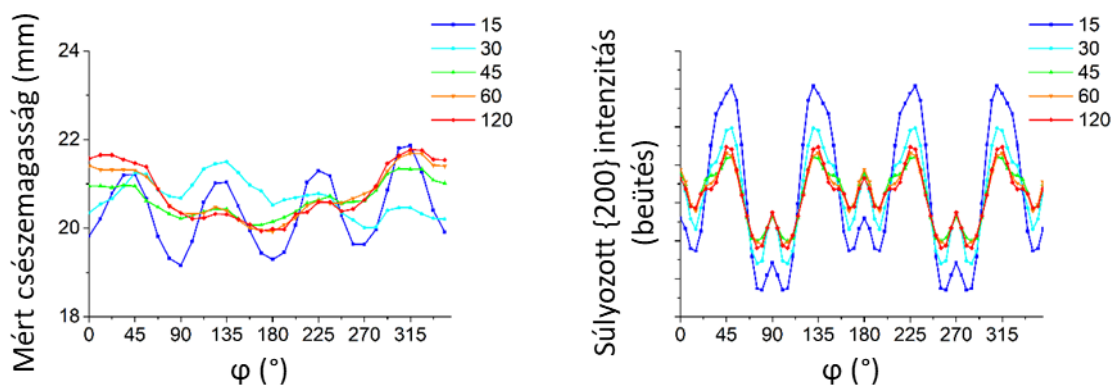 Mért csészemagasság (mm)
24
22
20
18
0 45 90 135 180 225 270 315
φ (°)
15
30
45
60
120
Súlyozott {200} intenzitás
(beütés)
0 45 90 135 180 225 270 315
φ (°)
15
30
45
60
120